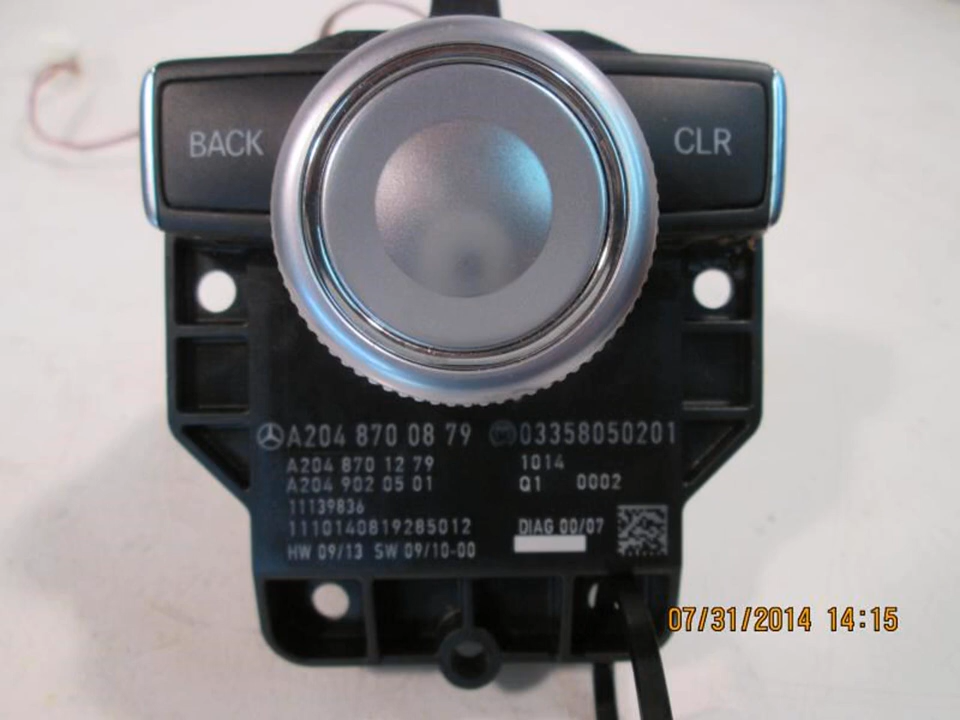 BACK
CLR
A204 870 08 79 03358050201
A204 870 12 79 1014
A204 902 05 01 Q1 0002
11139836
1110140819285012 DIAG 00/07
HW 09/13 SW 09/10-00
07/31/2014 14:15